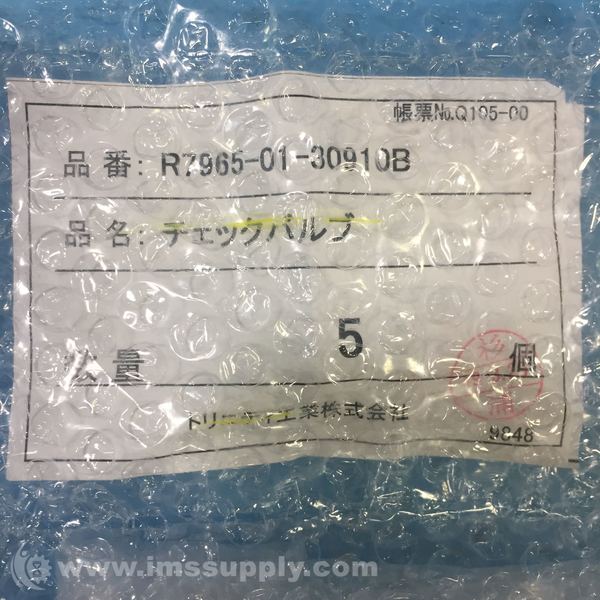 帳票No.Q105-00
品番: R7965-01-30910B
品名: チェックバルブ
数量 5 個
トリニティ工業株式会社
9848
www.imssupply.com